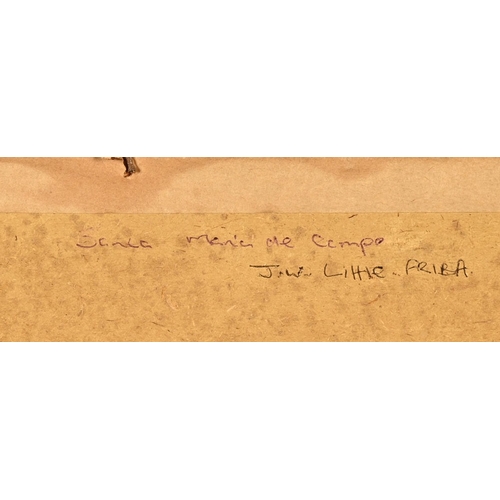 Santa Maria de Campo
J.W. Little. FRIBA.